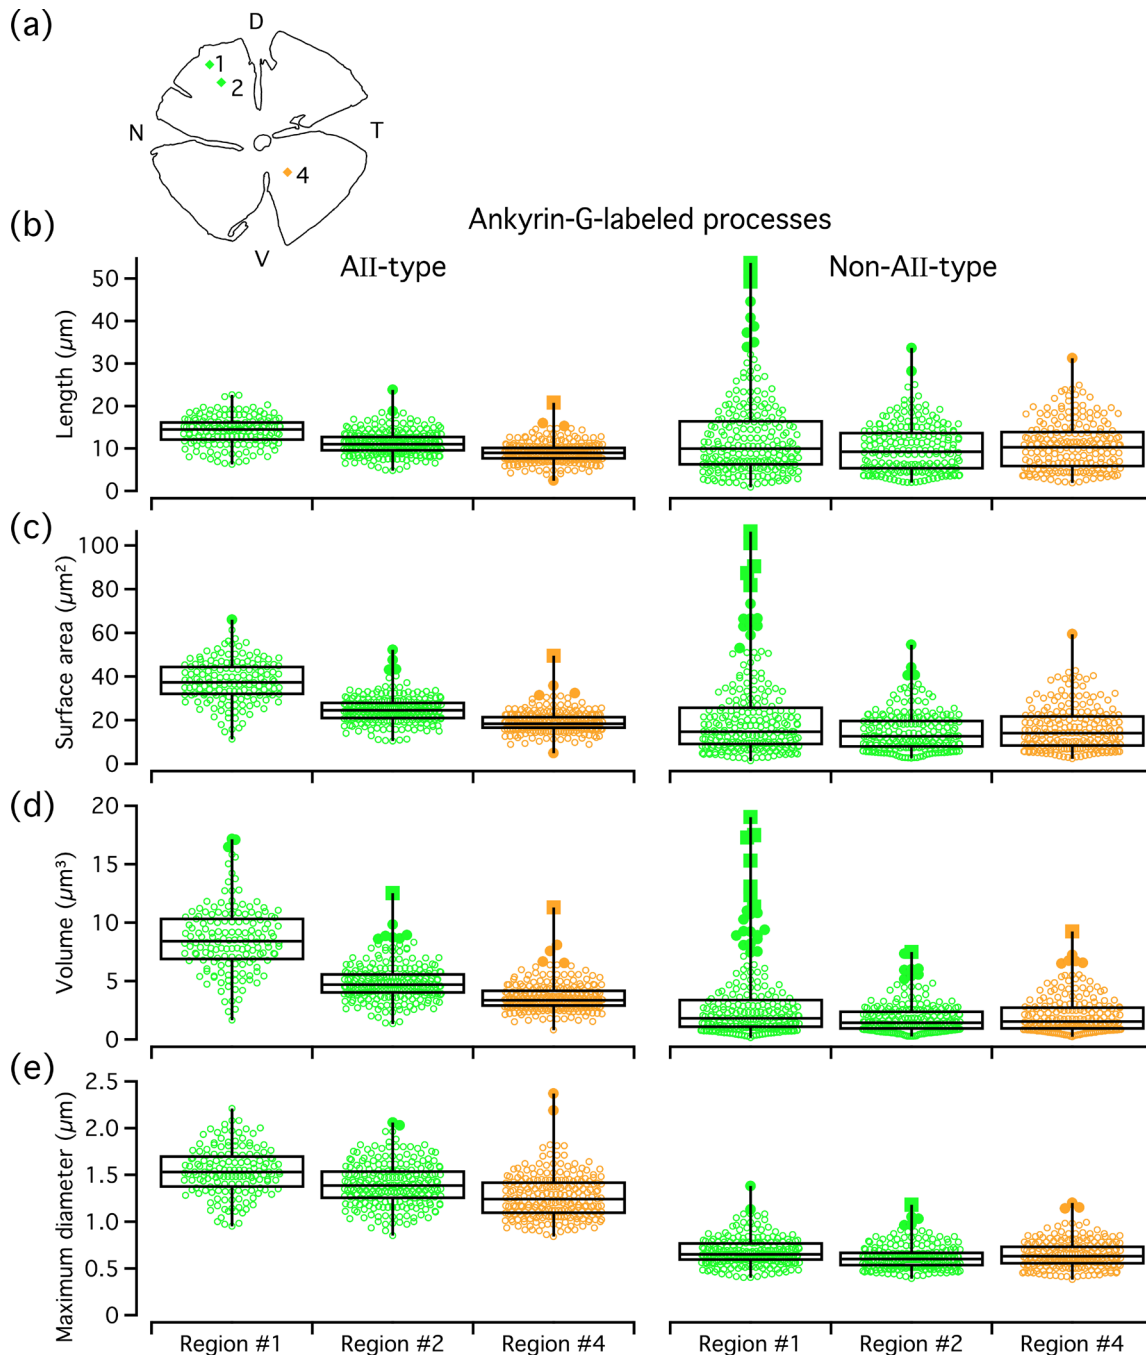 (a)
D
1
2
N
T
4
V
(b)
Ankyrin-G-labeled processes
AII-type
Non-AII-type
Length (μm)
50
40
30
20
10
0
(c)
Surface area (μm²)
100
80
60
40
20
0
(d)
Volume (μm³)
20
15
10
5
0
(e)
Maximum diameter (μm)
2.5
2.0
1.5
1.0
0.5
0
Region #1
Region #2
Region #4
Region #1
Region #2
Region #4